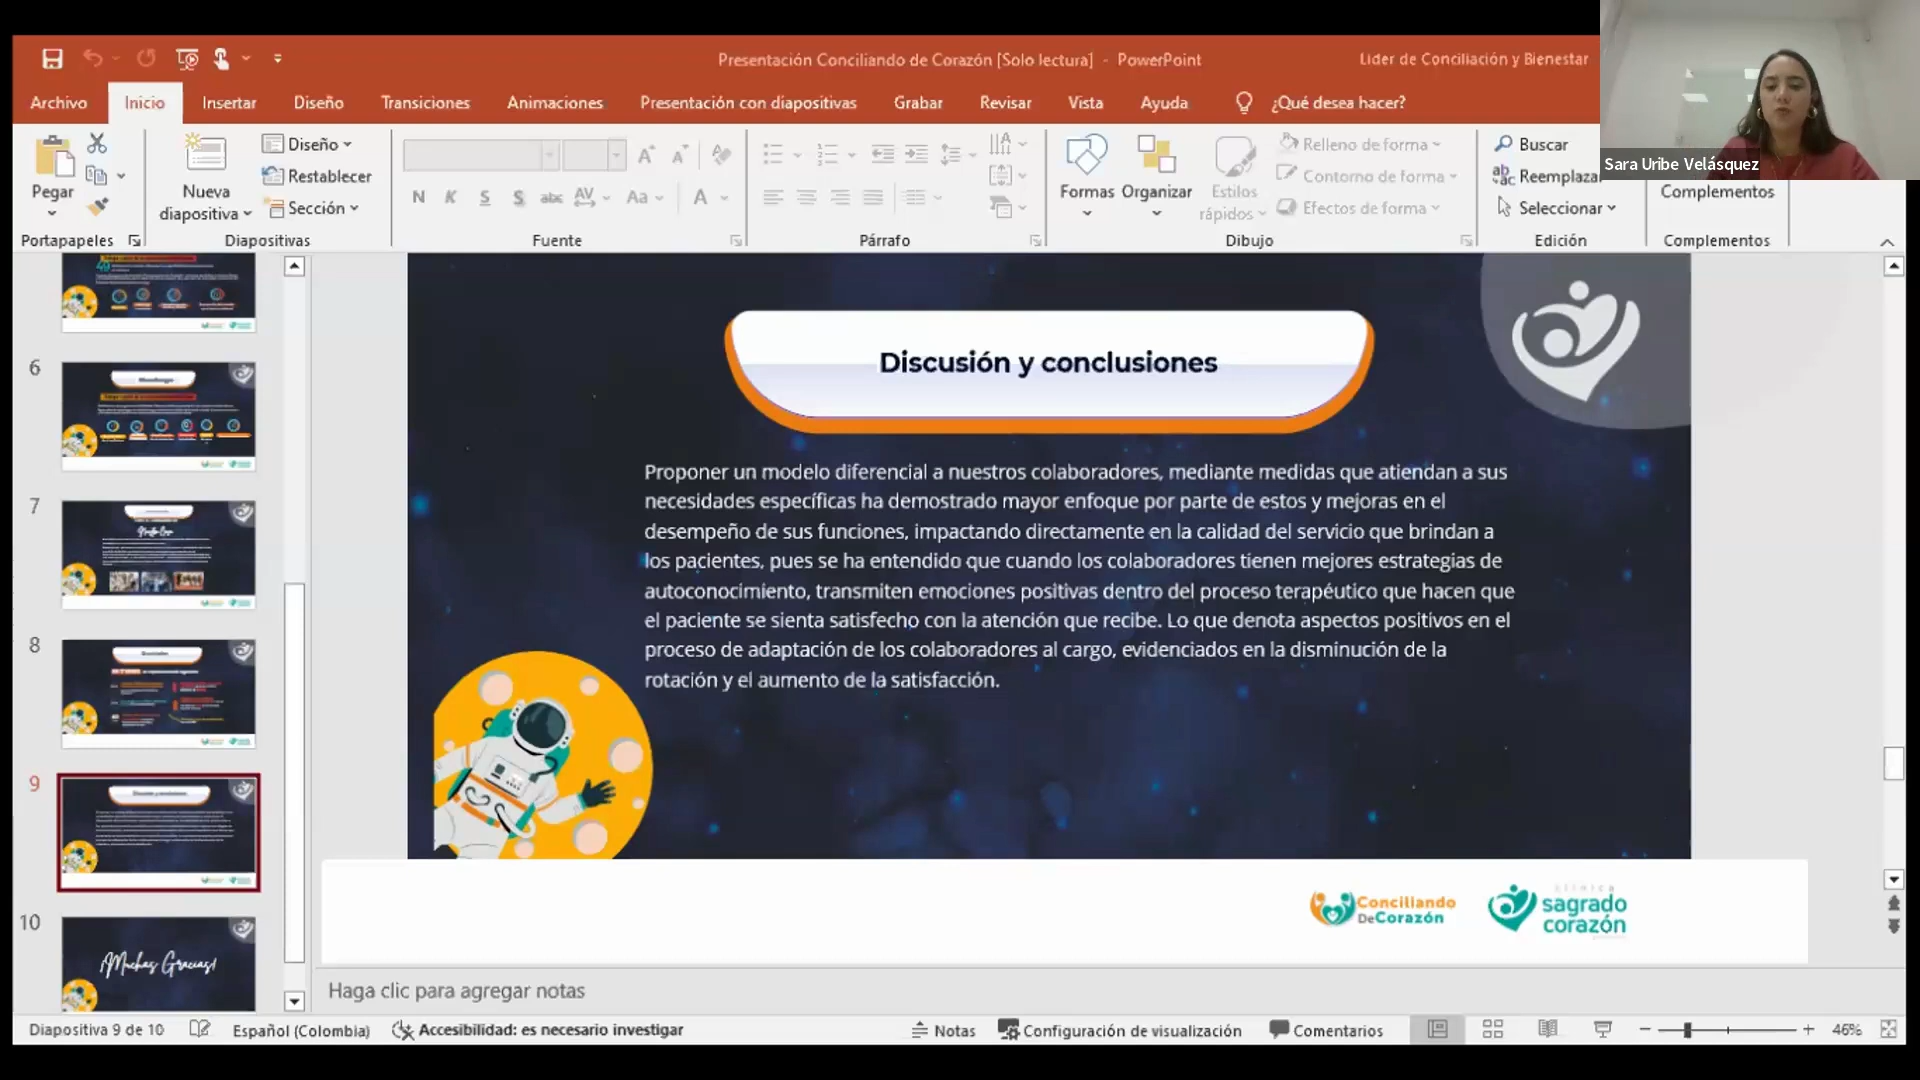 Presentación Conciliando de Corazón [Solo lectura] - PowerPoint
Lider de Conciliación y Bienestar
Archivo
Inicio
Insertar
Diseño
Transiciones
Animaciones
Presentación con diapositivas
Grabar
Revisar
Vista
Ayuda
¿Qué desea hacer?
Sara Uribe Velásquez
Pegar
Nueva
diapositiva
Diseño
Restablecer
Sección
N K S S abc AV Aa A
Formas
Organizar
Estilos
rápidos
Relleno de forma
Contorno de forma
Efectos de forma
Buscar
Reemplazar
Seleccionar
Complementos
Portapapeles
Diapositivas
Fuente
Párrafo
Dibujo
Edición
Complementos
6
7
8
9
10
¡Muchas Gracias!
Discusión y conclusiones
Proponer un modelo diferencial a nuestros colaboradores, mediante medidas que atiendan a sus
necesidades específicas ha demostrado mayor enfoque por parte de estos y mejoras en el
desempeño de sus funciones, impactando directamente en la calidad del servicio que brindan a
los pacientes, pues se ha entendido que cuando los colaboradores tienen mejores estrategias de
autoconocimiento, transmiten emociones positivas dentro del proceso terapéutico que hacen que
el paciente se sienta satisfecho con la atención que recibe. Lo que denota aspectos positivos en el
proceso de adaptación de los colaboradores al cargo, evidenciados en la disminución de la
rotación y el aumento de la satisfacción.
Conciliando
DeCorazón
clínica
sagrado
corazón
Haga clic para agregar notas
Diapositiva 9 de 10
Español (Colombia)
Accesibilidad: es necesario investigar
Notas
Configuración de visualización
Comentarios
46%